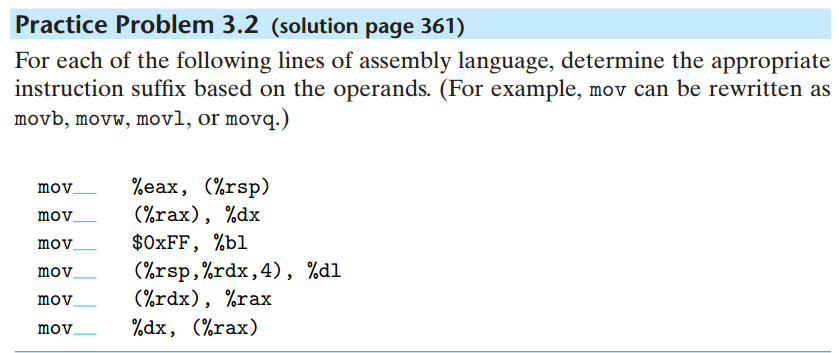 Practice Problem 3.2 (solution page 361)
For each of the following lines of assembly language, determine the appropriate
instruction suffix based on the operands. (For example, mov can be rewritten as
movb, movw, movl, or movq.)
mov__ %eax, (%rsp)
mov__ (%rax), %dx
mov__ $0xFF, %bl
mov__ (%rsp,%rdx,4), %dl
mov__ (%rdx), %rax
mov__ %dx, (%rax)